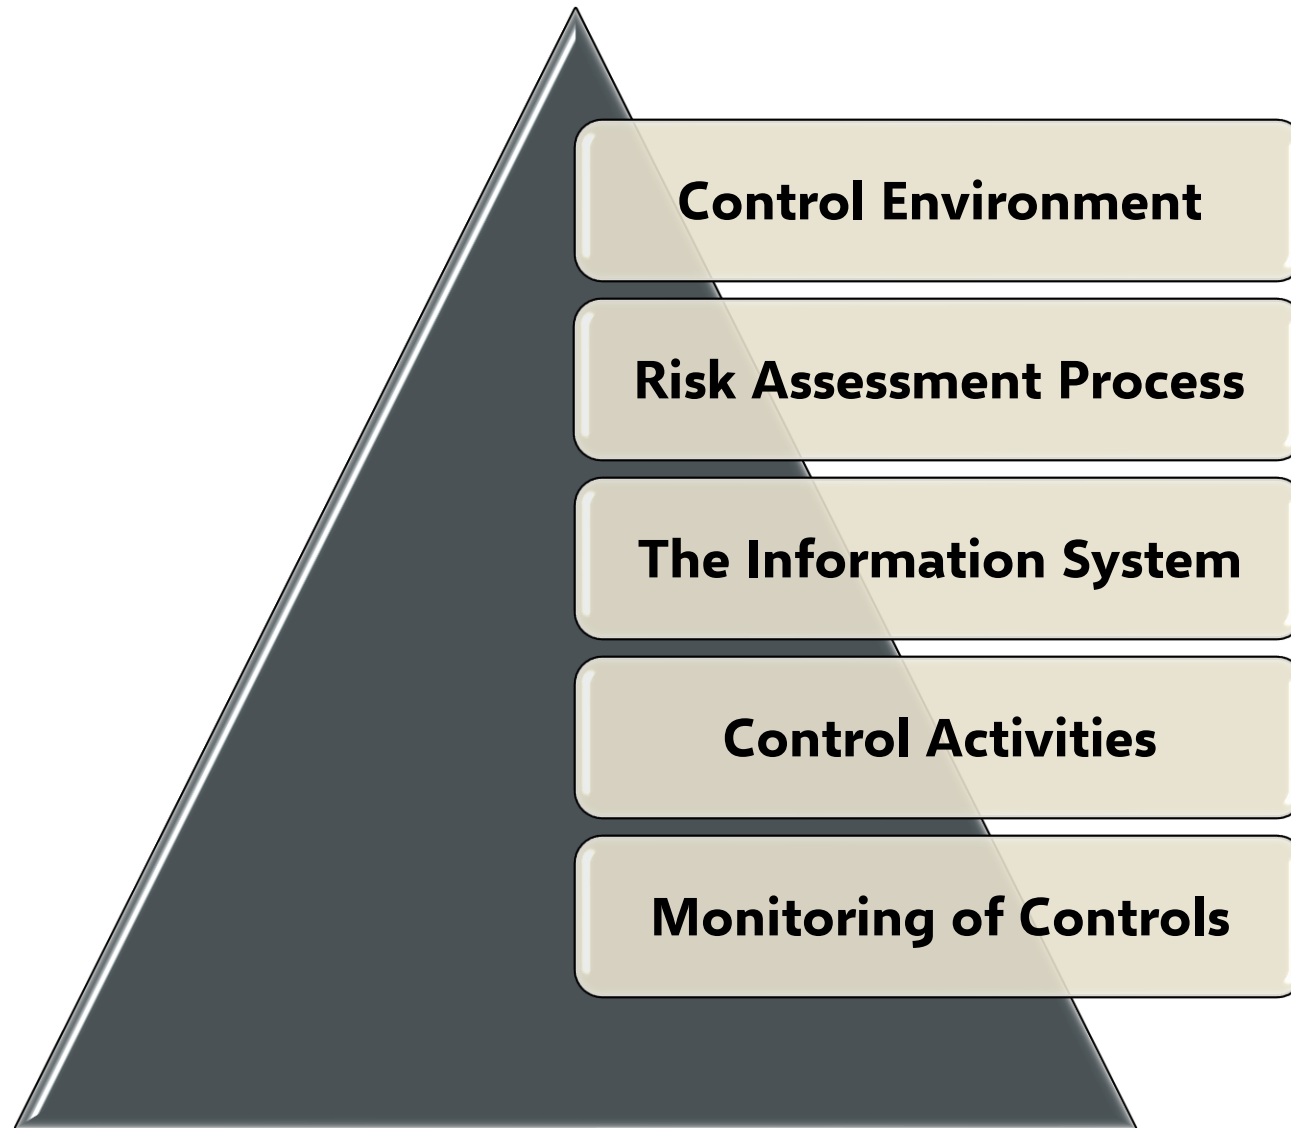 Control Environment
Risk Assessment Process
The Information System
Control Activities
Monitoring of Controls